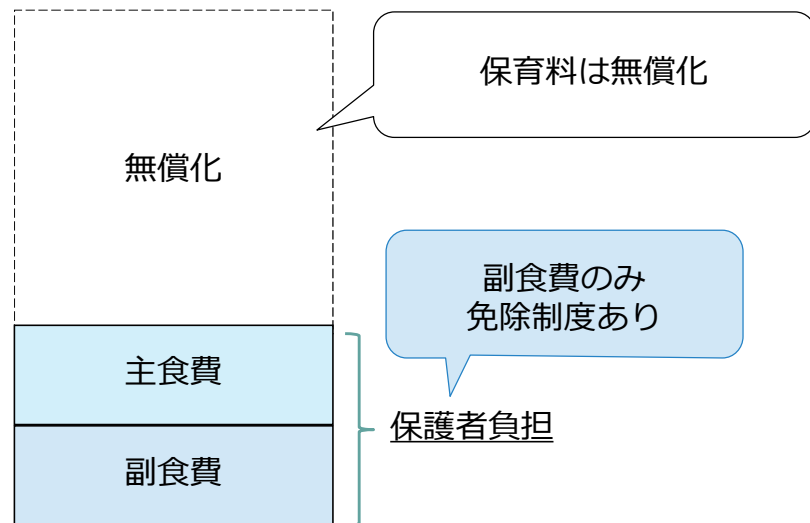 保育料は無償化
無償化
副食費のみ
免除制度あり
主食費
保護者負担
副食費